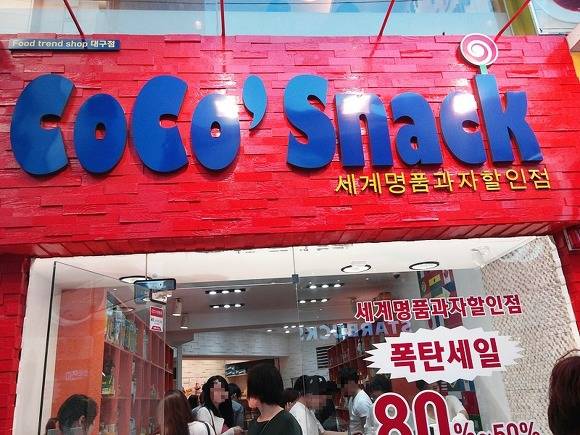 Food trend shop 대구점
CoCo'Snack
세계명품과자할인점
세계명품과자할인점
STARBUCK
폭탄세일
80% 50%